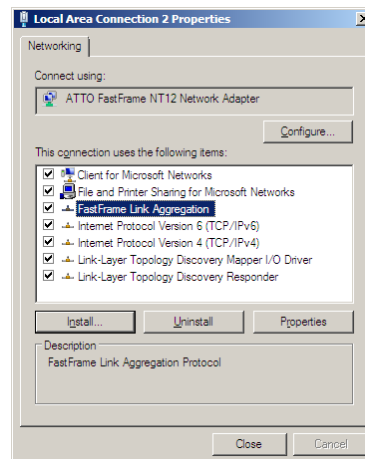 Local Area Connection 2 Properties
Networking
Connect using:
ATTO FastFrame NT12 Network Adapter
Configure...
This connection uses the following items:
Client for Microsoft Networks
File and Printer Sharing for Microsoft Networks
FastFrame Link Aggregation
Internet Protocol Version 6 (TCP/IPv6)
Internet Protocol Version 4 (TCP/IPv4)
Link-Layer Topology Discovery Mapper I/O Driver
Link-Layer Topology Discovery Responder
Install... Uninstall Properties
Description
FastFrame Link Aggregation Protocol
Close Cancel